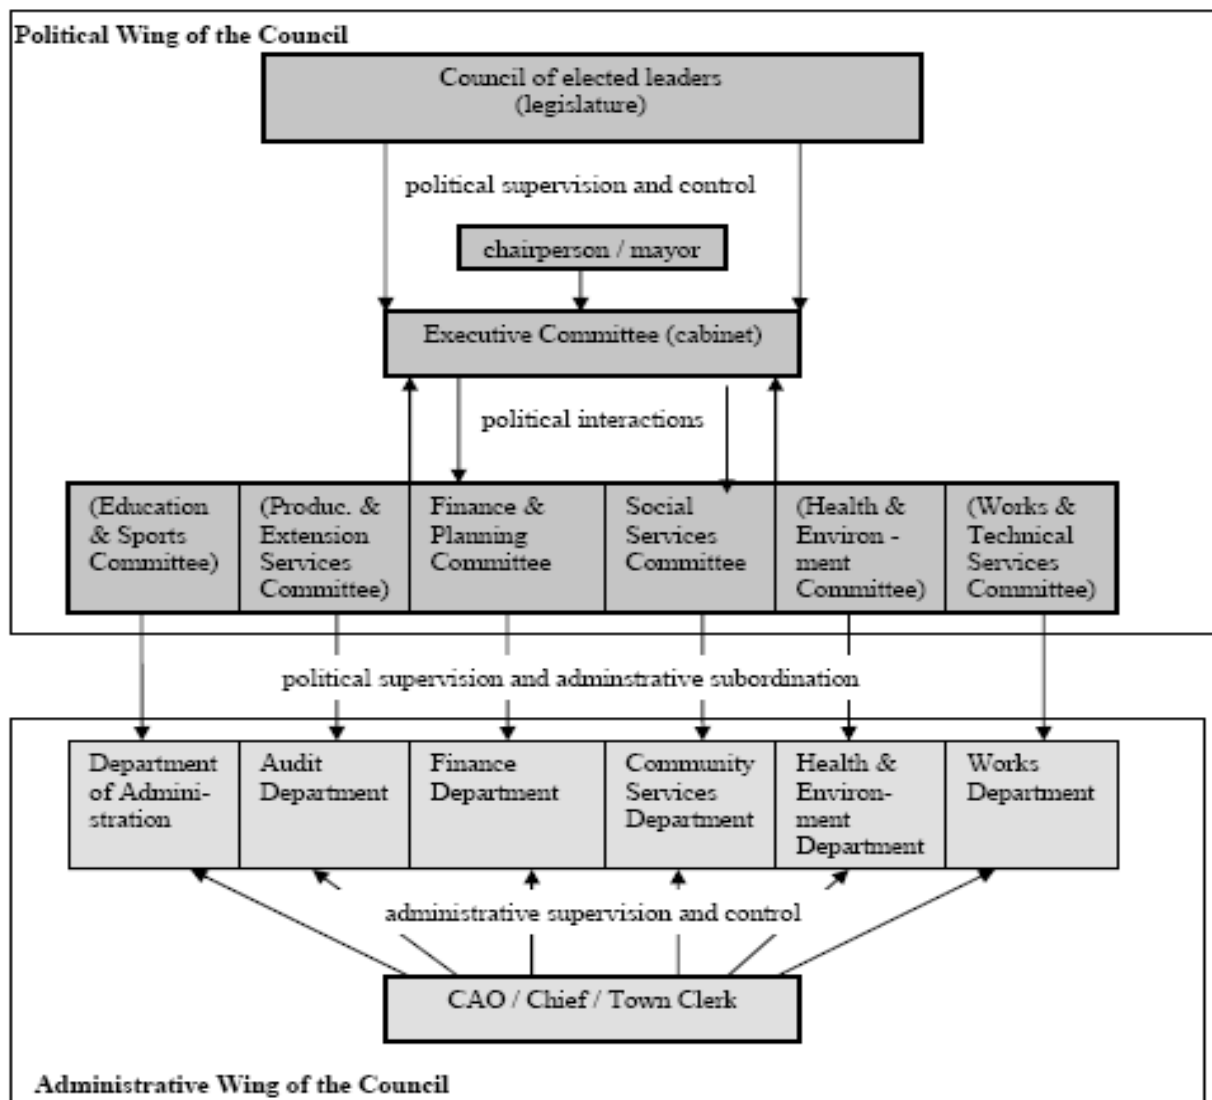 Political Wing of the Council
Council of elected leaders
(legislature)
political supervision and control
chairperson / mayor
Executive Committee (cabinet)
political interactions
(Education
& Sports
Committee)
(Produc. &
Extension
Services
Committee)
Finance &
Planning
Committee
Social
Services
Committee
(Health &
Environ -
ment
Committee)
(Works &
Technical
Services
Committee)
political supervision and adminstrative subordination
Department
of Admini-
stration
Audit
Department
Finance
Department
Community
Services
Department
Health &
Environ-
ment
Department
Works
Department
administrative supervision and control
CAO / Chief / Town Clerk
Administrative Wing of the Council